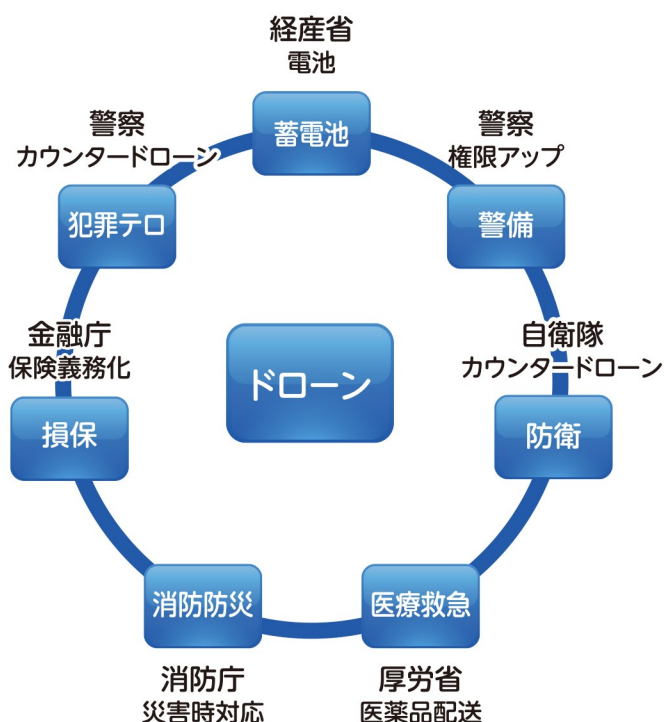 経産省
電池
蓄電池
警察
カウンタードローン
犯罪テロ
警察
権限アップ
警備
金融庁
保険義務化
損保
ドローン
自衛隊
カウンタードローン
防衛
消防防災
消防庁
災害時対応
医療救急
厚労省
医薬品配送